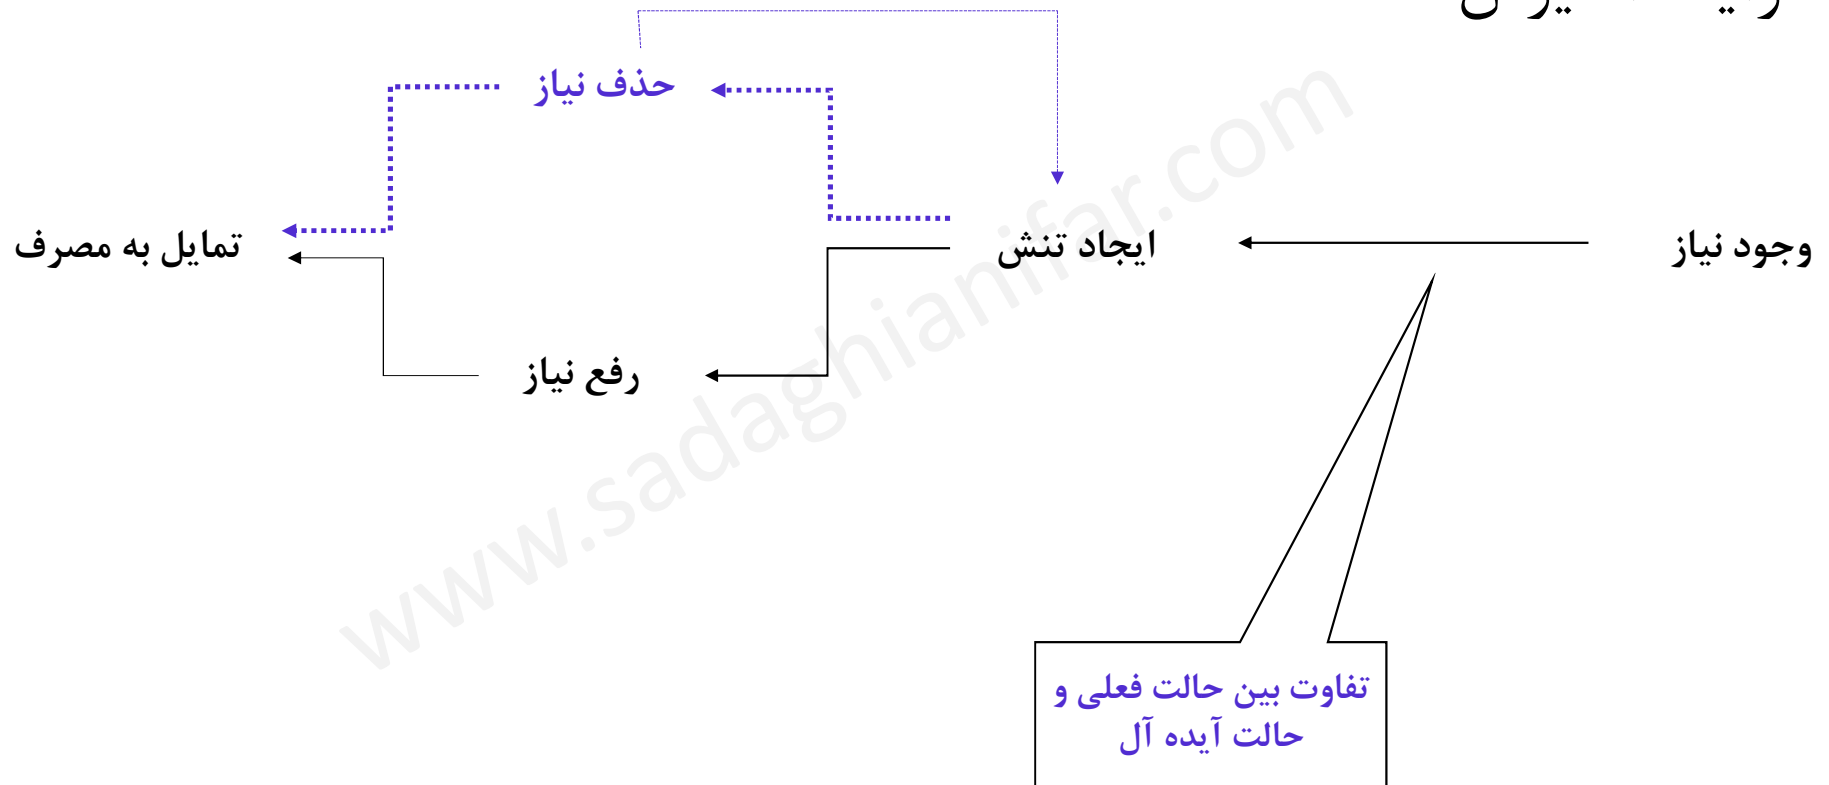 حذف نیاز
وجود نیاز
ایجاد تنش
تمایل به مصرف
رفع نیاز
تفاوت بین حالت فعلی و
حالت آیده آل
www.sadaghianifar.com